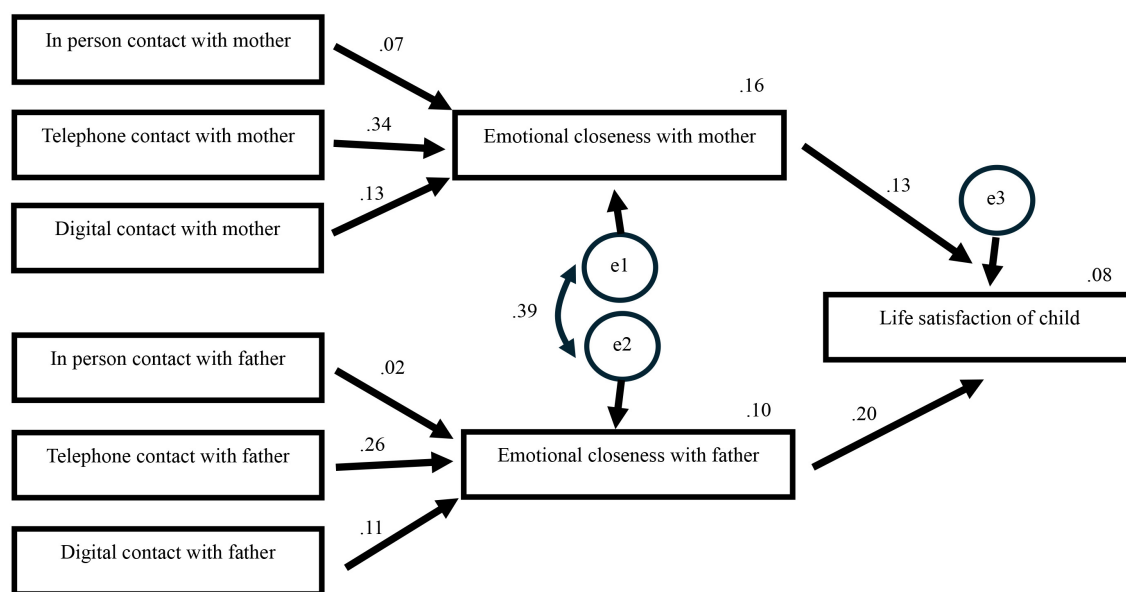 In person contact with mother
.07
.16
Telephone contact with mother
.34
Emotional closeness with mother
.13
Digital contact with mother
.13
e3
e1
.08
.39
Life satisfaction of child
e2
In person contact with father
.02
.10
.20
Telephone contact with father
.26
Emotional closeness with father
.11
Digital contact with father